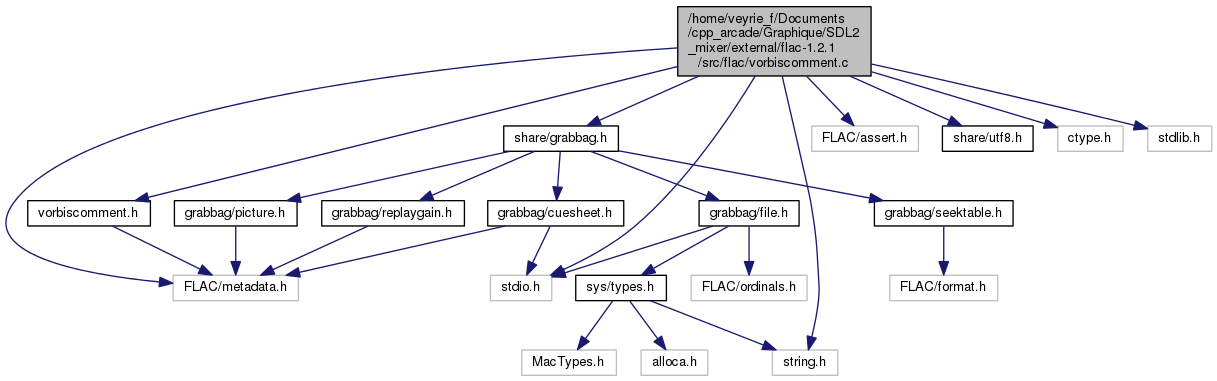 /home/veyrie_f/Documents
/cpp_arcade/Graphique/SDL2
_mixer/external/flac-1.2.1
/src/flac/vorbiscomment.c
share/grabbag.h
FLAC/assert.h
share/utf8.h
ctype.h
stdlib.h
vorbiscomment.h
grabbag/picture.h
grabbag/replaygain.h
grabbag/cuesheet.h
grabbag/file.h
grabbag/seektable.h
FLAC/metadata.h
stdio.h
sys/types.h
FLAC/ordinals.h
FLAC/format.h
MacTypes.h
alloca.h
string.h